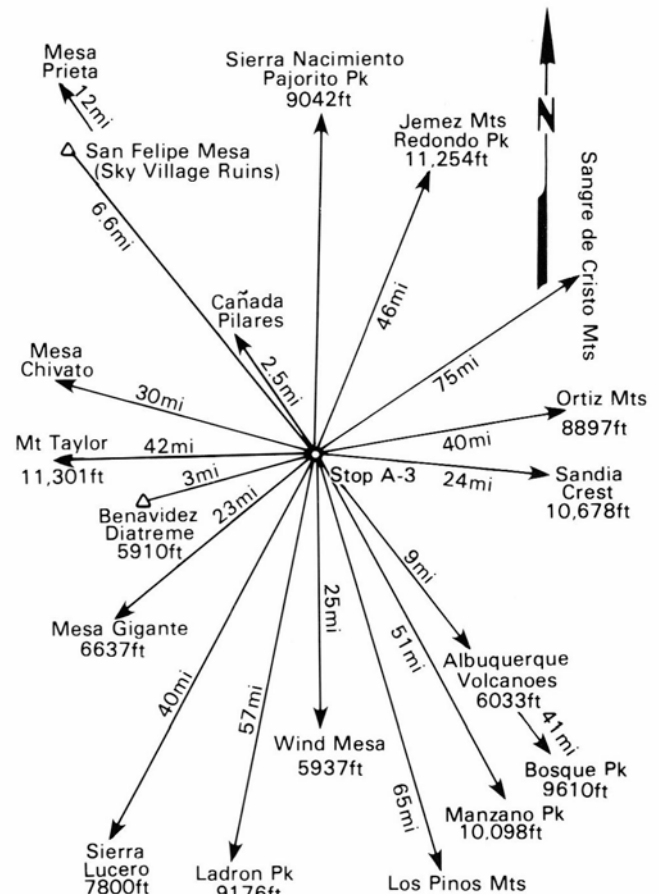 Mesa
Prieta
12mi
San Felipe Mesa
(Sky Village Ruins)
6.6mi
Sierra Nacimiento
Pajorito Pk
9042ft
Jemez Mts
Redondo Pk
11,254ft
46mi
N
Sangre de Cristo Mts
75mi
Cañada
Pilares
2.5mi
Mesa
Chivato
30mi
Mt Taylor
11,301ft
42mi
Stop A-3
Ortiz Mts
8897ft
40mi
Sandia
Crest
10,678ft
24mi
3mi
Benavidez
Diatreme
5910ft
23mi
Mesa Gigante
6637ft
9mi
Albuquerque
Volcanoes
6033ft
41mi
Bosque Pk
9610ft
51mi
Manzano Pk
10,098ft
25mi
Wind Mesa
5937ft
40mi
Sierra
Lucero
7800ft
57mi
Ladron Pk
9176ft
65mi
Los Pinos Mts